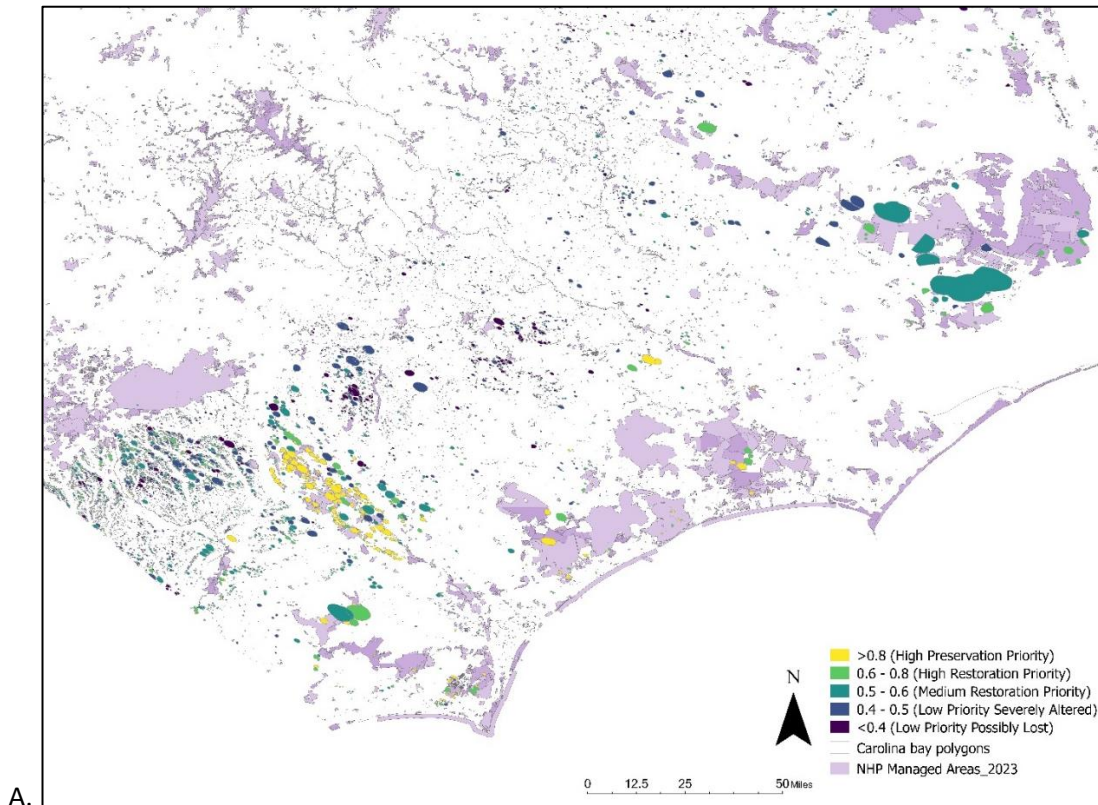 >0.8 (High Preservation Priority)
0.6 - 0.8 (High Restoration Priority)
0.5 - 0.6 (Medium Restoration Priority)
0.4 - 0.5 (Low Priority Severely Altered)
<0.4 (Low Priority Possibly Lost)
Carolina bay polygons
NHP Managed Areas_2023
N
0 12.5 25 50 Miles
A.